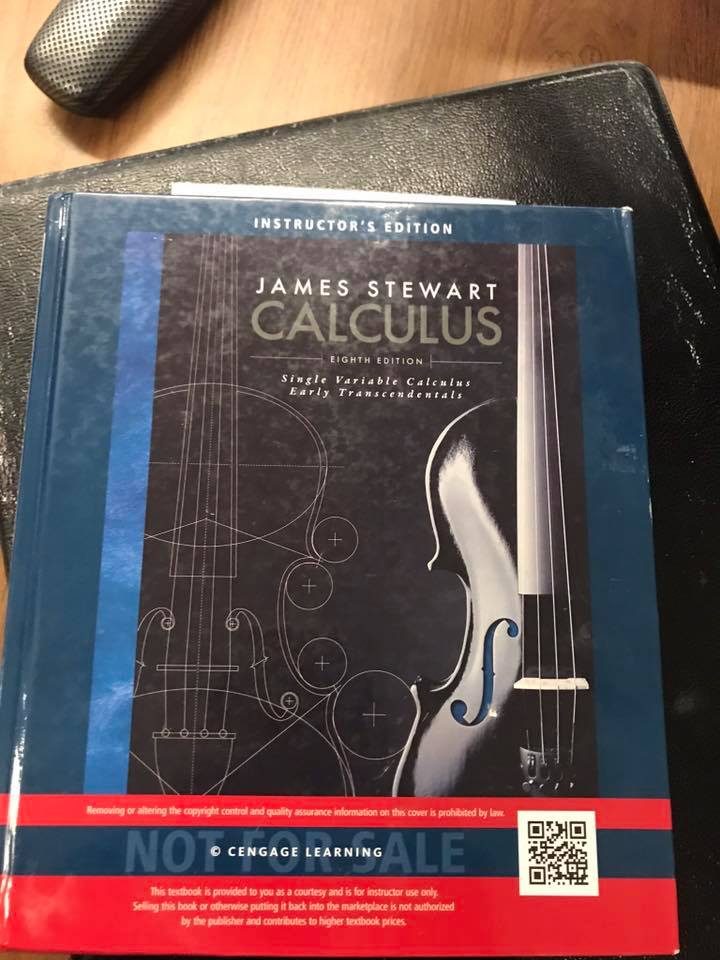 INSTRUCTOR'S EDITION
JAMES STEWART
CALCULUS
EIGHTH EDITION
Single Variable Calculus
Early Transcendentals
Removing or altering the copyright control and quality assurance information on this cover is prohibited by law.
NOT FOR SALE
© CENGAGE LEARNING
This textbook is provided to you as a courtesy and is for instructor use only.
Selling this book or otherwise putting it back into the marketplace is not authorized
by the publisher and contributes to higher textbook prices.